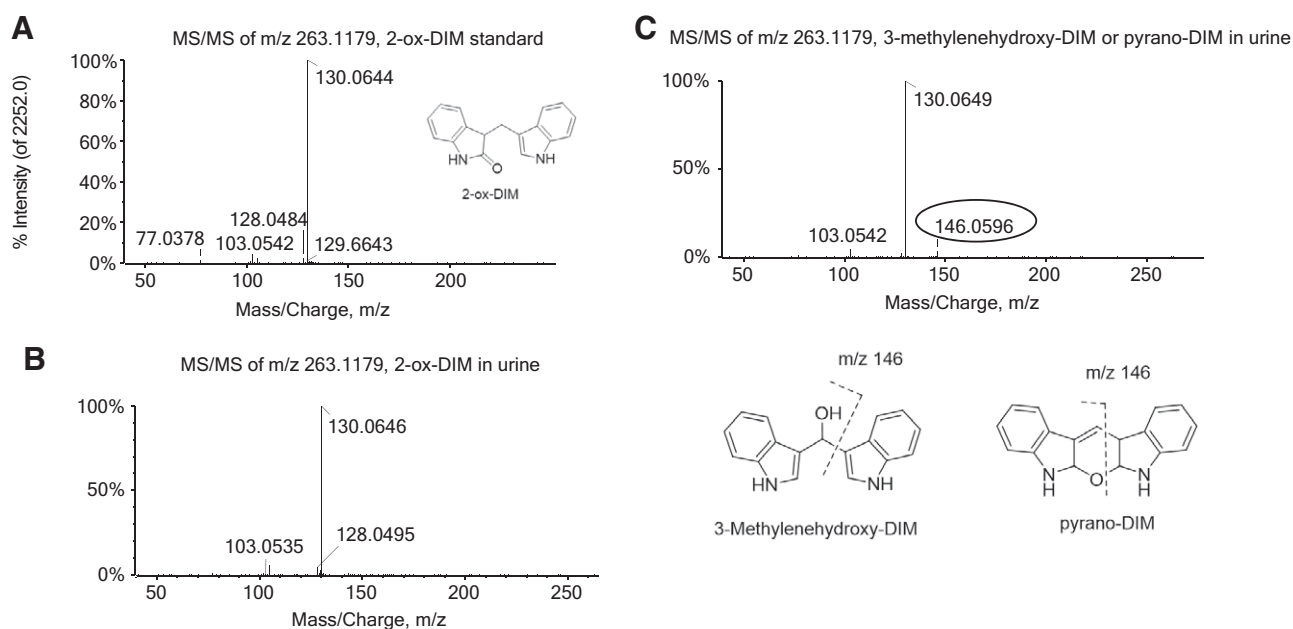 A
MS/MS of m/z 263.1179, 2-ox-DIM standard
% Intensity (of 2252.0)
100%
80%
60%
40%
20%
0%
130.0644
128.0484
77.0378
103.0542
129.6643
HN
O
NH
2-ox-DIM
50
100
150
200
Mass/Charge, m/z
B
MS/MS of m/z 263.1179, 2-ox-DIM in urine
100%
50%
0%
130.0646
103.0535
128.0495
50
100
150
200
250
Mass/Charge, m/z
C
MS/MS of m/z 263.1179, 3-methylenehydroxy-DIM or pyrano-DIM in urine
100%
50%
0%
130.0649
146.0596
103.0542
50
100
150
200
250
Mass/Charge, m/z
m/z 146
OH
HN
NH
3-Methylenehydroxy-DIM
m/z 146
N
H
O
N
H
pyrano-DIM